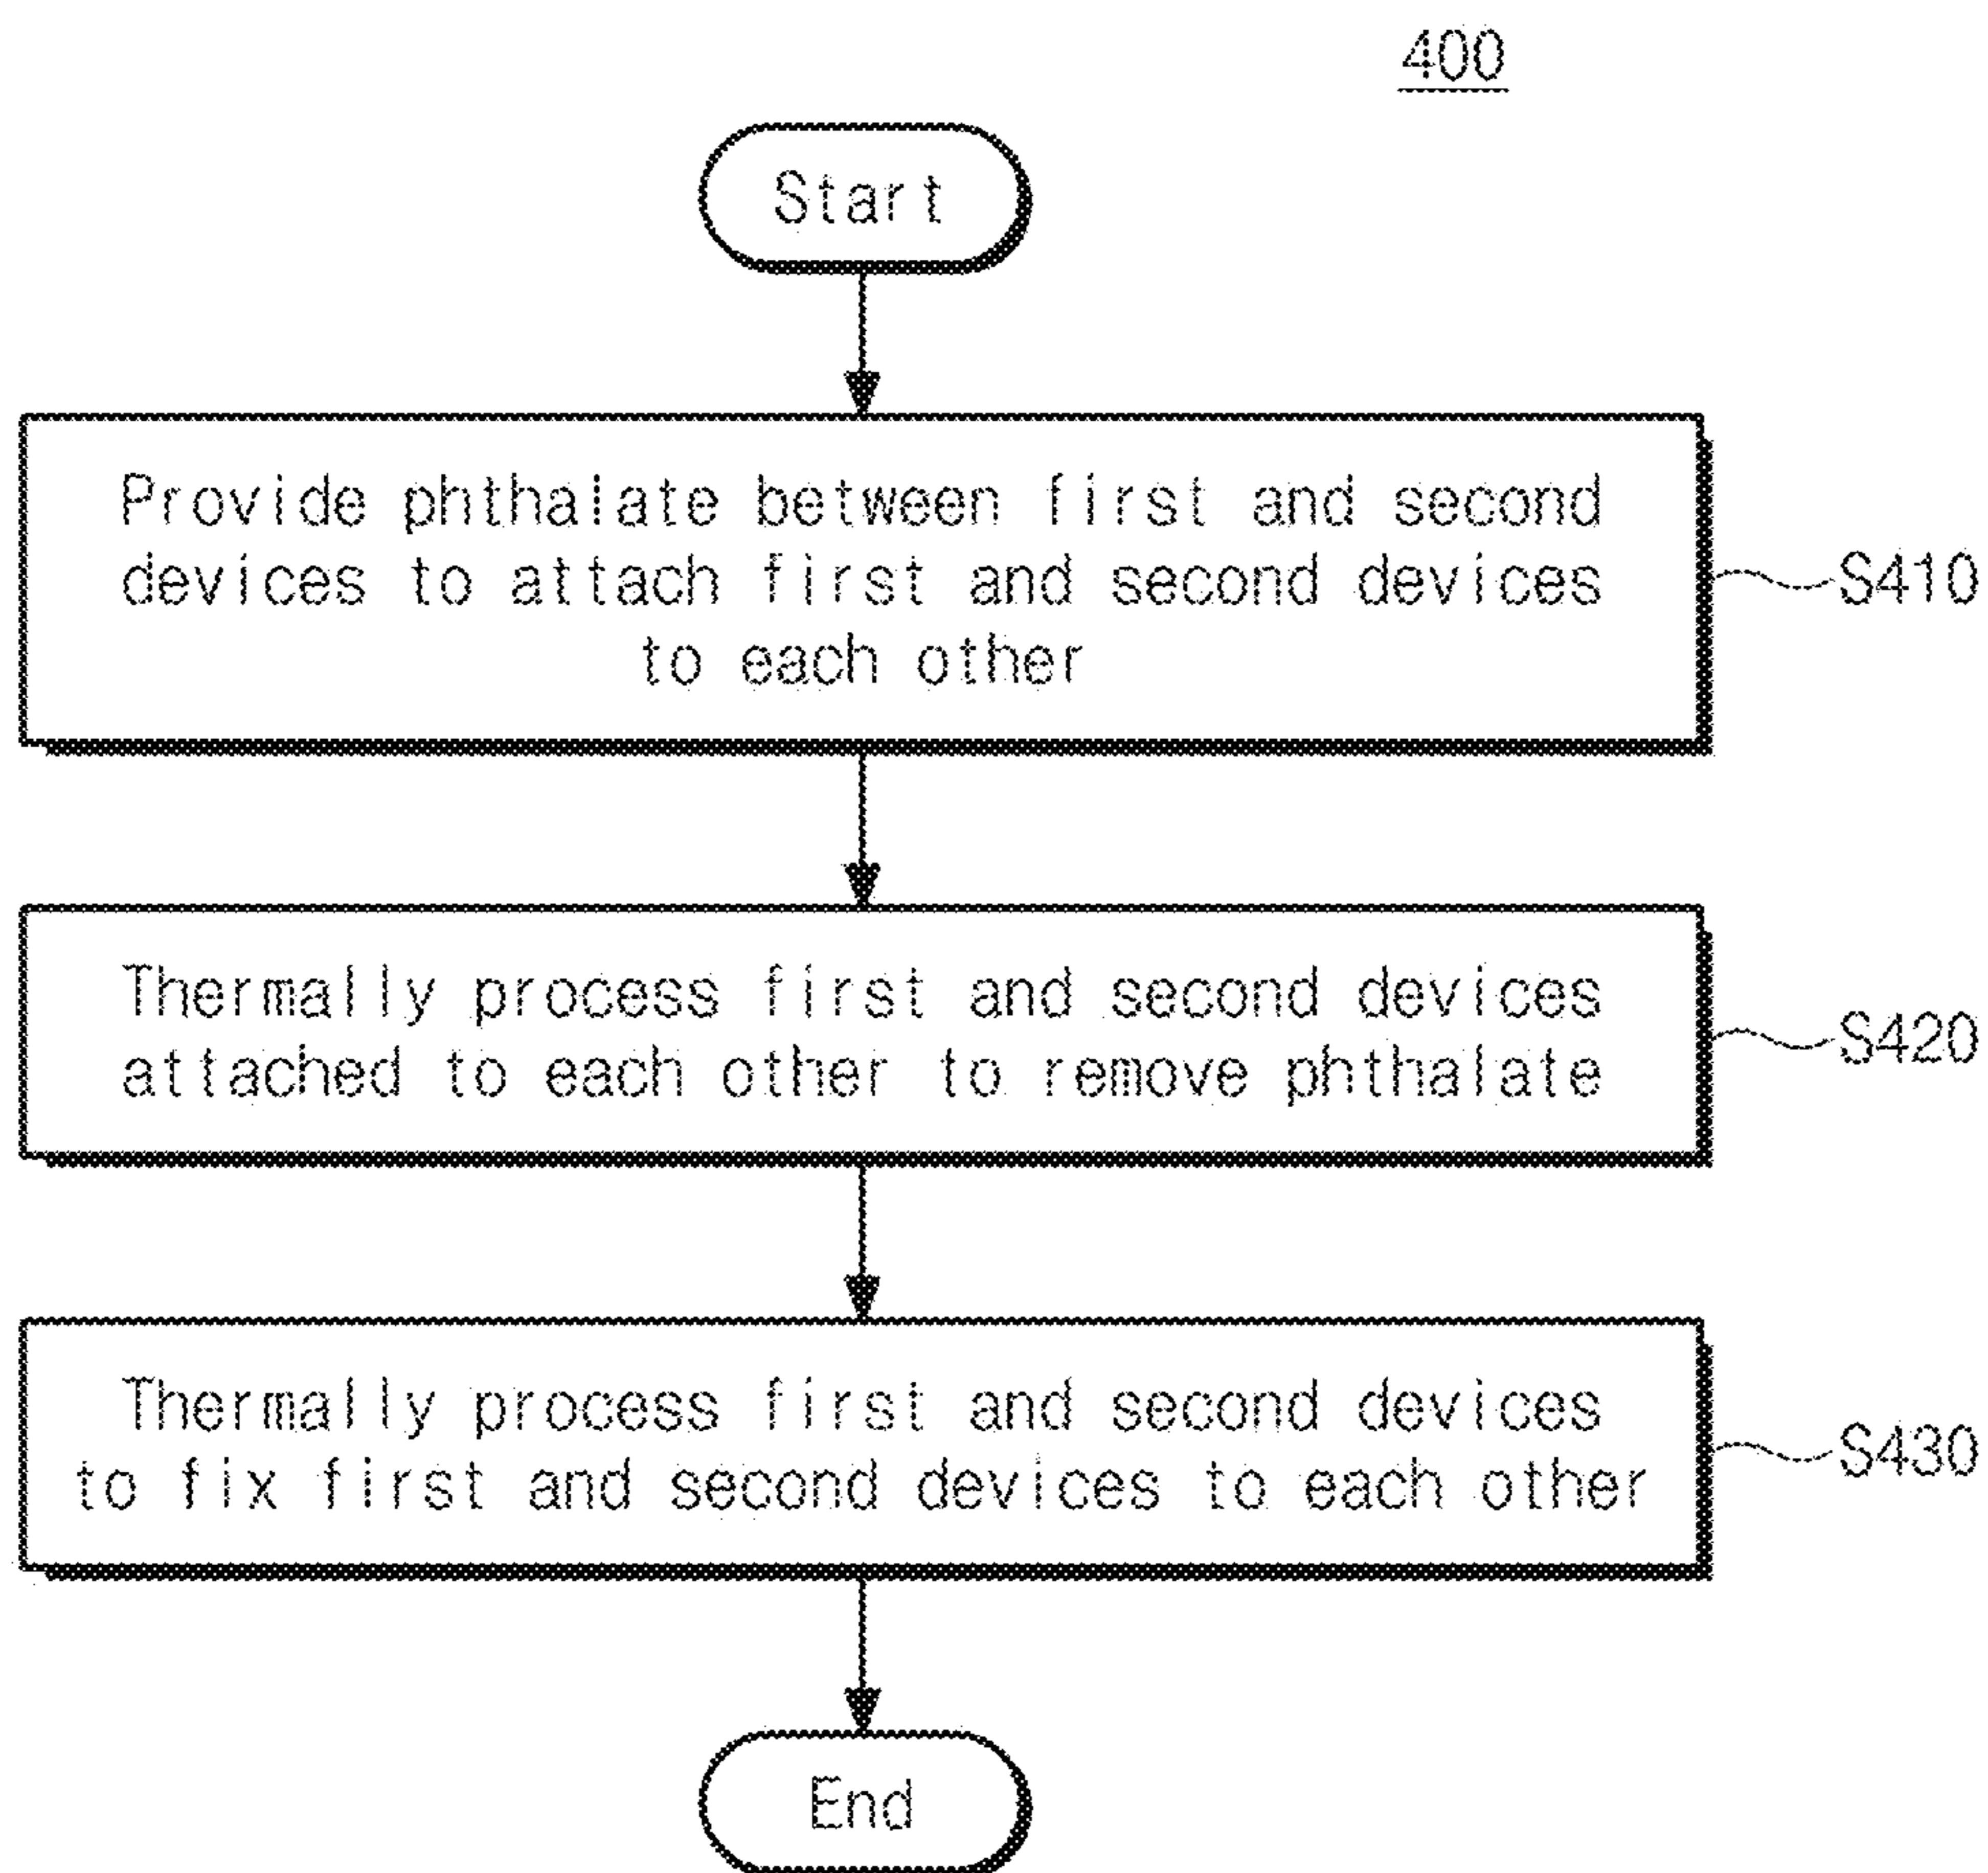 400
Start
Provide phthalate between first and second
devices to attach first and second devices
to each other
S410
Thermally process first and second devices
attached to each other to remove phthalate
S420
Thermally process first and second devices
to fix first and second devices to each other
S430
End